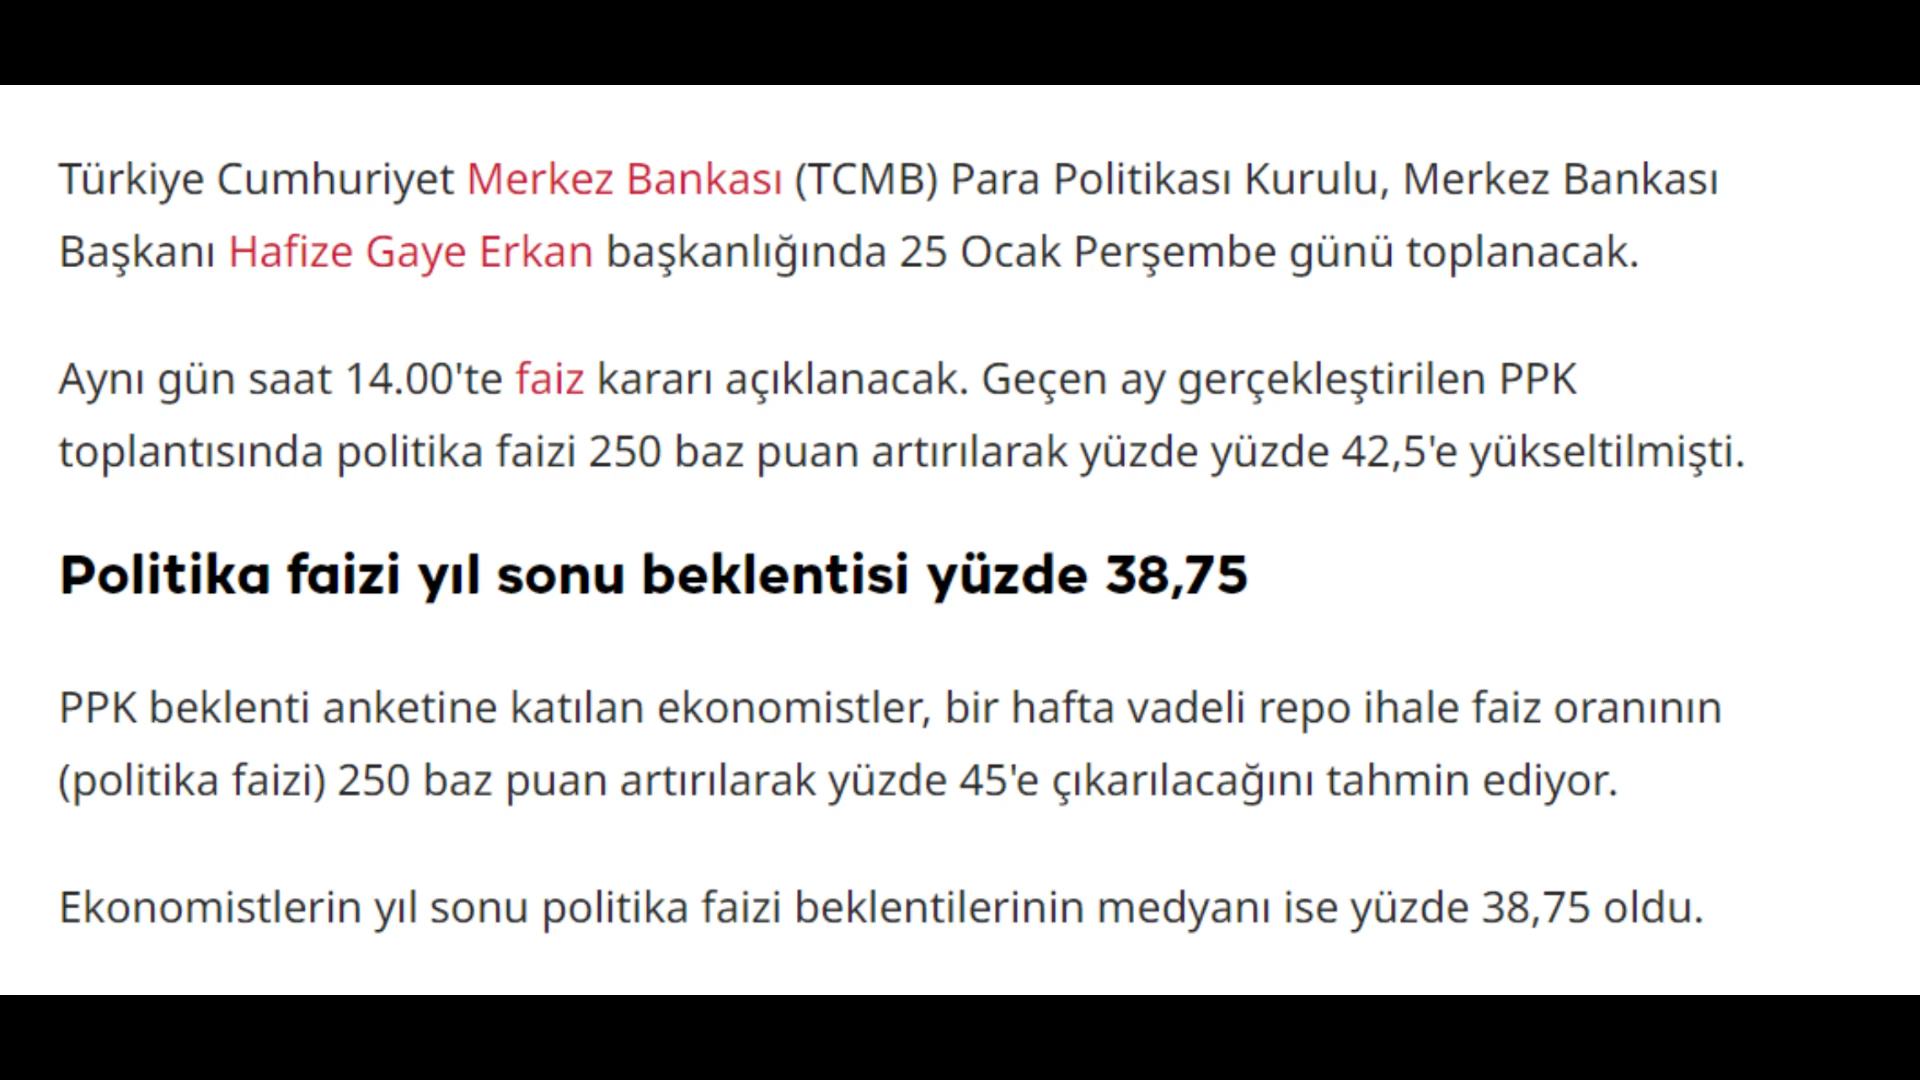 Türkiye Cumhuriyet Merkez Bankası (TCMB) Para Politikası Kurulu, Merkez Bankası
Başkanı Hafize Gaye Erkan başkanlığında 25 Ocak Perşembe günü toplanacak.
Aynı gün saat 14.00'te faiz kararı açıklanacak. Geçen ay gerçekleştirilen PPK
toplantısında politika faizi 250 baz puan artırılarak yüzde yüzde 42,5'e yükseltilmişti.
Politika faizi yıl sonu beklentisi yüzde 38,75
PPK beklenti anketine katılan ekonomistler, bir hafta vadeli repo ihale faiz oranının
(politika faizi) 250 baz puan artırılarak yüzde 45'e çıkarılacağını tahmin ediyor.
Ekonomistlerin yıl sonu politika faizi beklentilerinin medyanı ise yüzde 38,75 oldu.